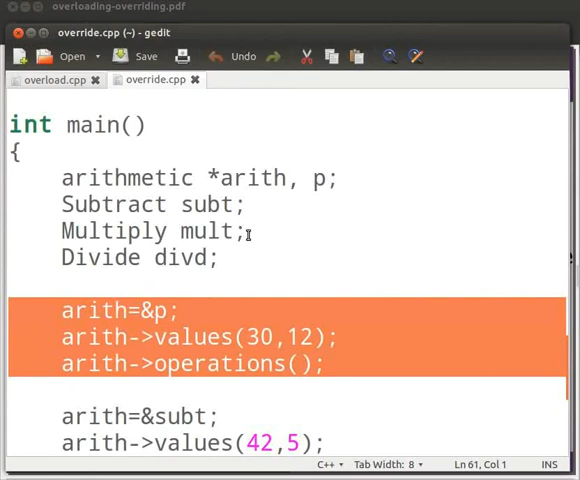 overloading-overriding.pdf
override.cpp (~) - gedit
Open Save Undo
overload.cpp override.cpp
int main()
{
arithmetic *arith, p;
Subtract subt;
Multiply mult;
Divide divd;
arith=&p;
arith->values(30,12);
arith->operations();
arith=&subt;
arith->values(42,5);
C++ Tab Width: 8 Ln 61, Col 1 INS